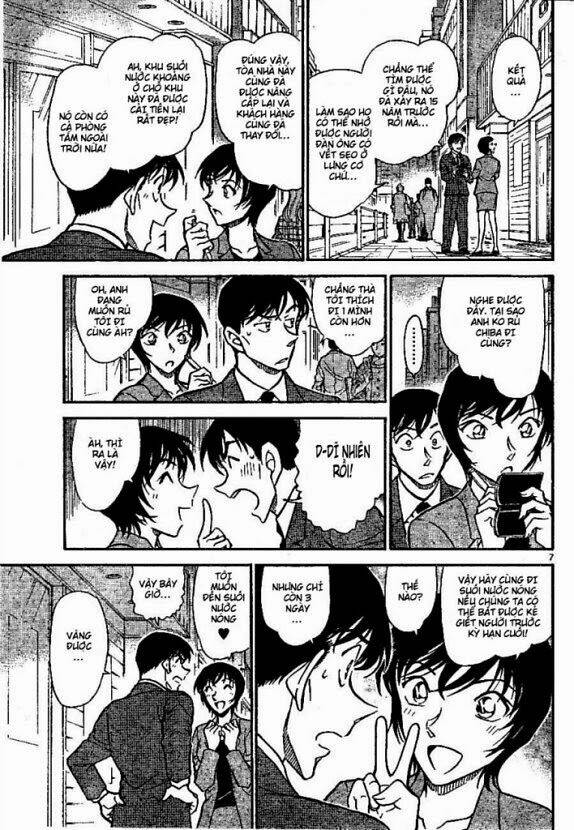 KẾT
QUẢ
...
CHẲNG THỂ
TÌM ĐƯỢC
GÌ ĐÂU, NÓ
ĐÃ XẢY RA 15
NĂM TRƯỚC
RỒI MÀ...
LÀM SAO HỌ
CÓ THỂ NHỚ
ĐƯỢC NGƯỜI
ĐÀN ÔNG CÓ
VẾT SẸO Ở
LƯNG CƠ
CHỨ...
ĐÚNG VẬY,
TÒA NHÀ NÀY
CŨNG ĐƯỢC
NÂNG CẤP
LẠI VÀ
KHÁCH HÀNG
CŨNG ĐÃ
THAY ĐỔI...
ÀH, KHU SUỐI
NƯỚC KHOÁNG
Ở CHỖ KHU
NÀY ĐÃ ĐƯỢC
CẢI TIẾN LẠI
RẤT ĐẸP!
NÓ CÒN CÓ
CẢ PHÒNG
TẮM NGOÀI
TRỜI NỮA!
NGHE ĐƯỢC
ĐẤY. TẠI SAO
ANH KO RỦ
CHIBA ĐI
CÙNG?
......
CHẲNG THÀ
TÔI THÍCH
ĐI 1 MÌNH
CÒN HƠN
...
OH, ANH
ĐANG
MUỐN RỦ
TÔI ĐI
CÙNG ÀH?
D-DĨ NHIÊN
RỒI!
ÀH, THÌ
RA LÀ
VẬY!
7
VẬY HÃY CÙNG ĐI
SUỐI NƯỚC NÓNG
NẾU CHÚNG TA CÓ
THỂ BẮT ĐƯỢC KẺ
GIẾT NGƯỜI TRƯỚC
KỲ HẠN CUỐI!
THẾ
NÀO?
NHƯNG CHỈ
CÒN 3
NGÀY
...
TÔI
MUỐN
ĐẾN SUỐI
NƯỚC
NÓNG
♥
VẬY BÂY
GIỜ...
VÂNG
ĐƯỢC
...